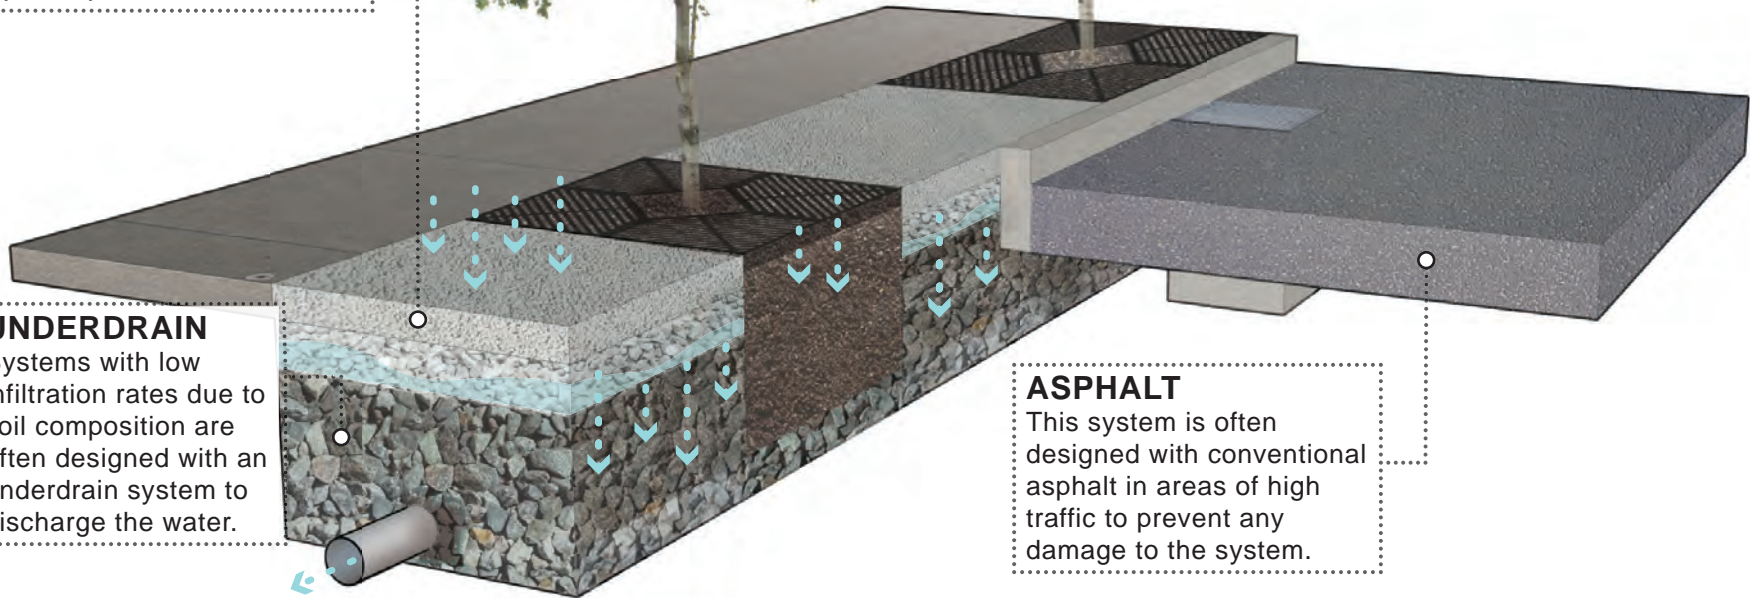 UNDERDRAIN
ystems with low
nfiltration rates due to
oil composition are
ften designed with an
nderdrain system to
ischarge the water.
ASPHALT
This system is often
designed with conventional
asphalt in areas of high
traffic to prevent any
damage to the system.